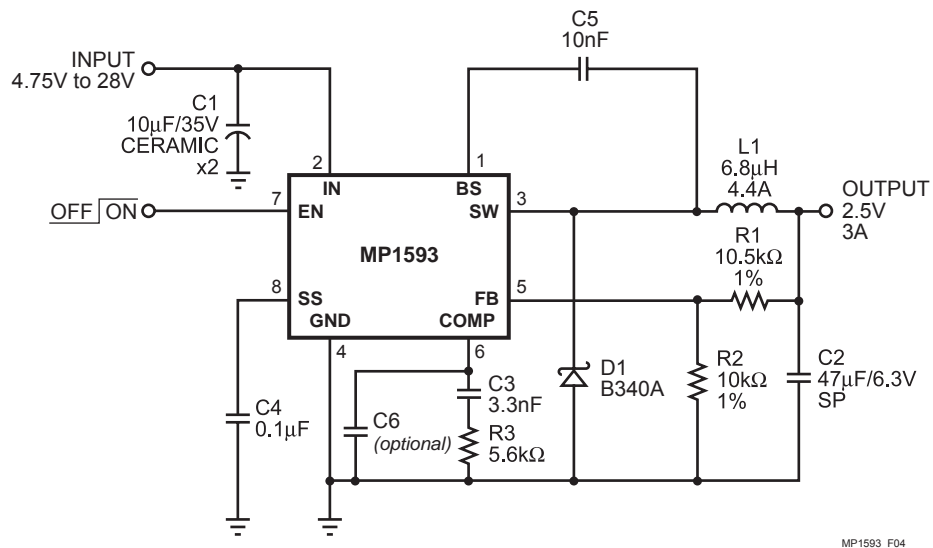 C5
10nF
INPUT
4.75V to 28V
C1
10µF/35V
CERAMIC
x2
2
1
IN
BS
L1
6.8µH
4.4A
OUTPUT
2.5V
3A
OFF ON
7
EN
SW
3
MP1593
R1
10.5kΩ
1%
8
SS
FB
5
GND
COMP
4
6
C4
0.1µF
C6
(optional)
C3
3.3nF
R3
5.6kΩ
D1
B340A
R2
10kΩ
1%
C2
47µF/6.3V
SP
MP1593_F04